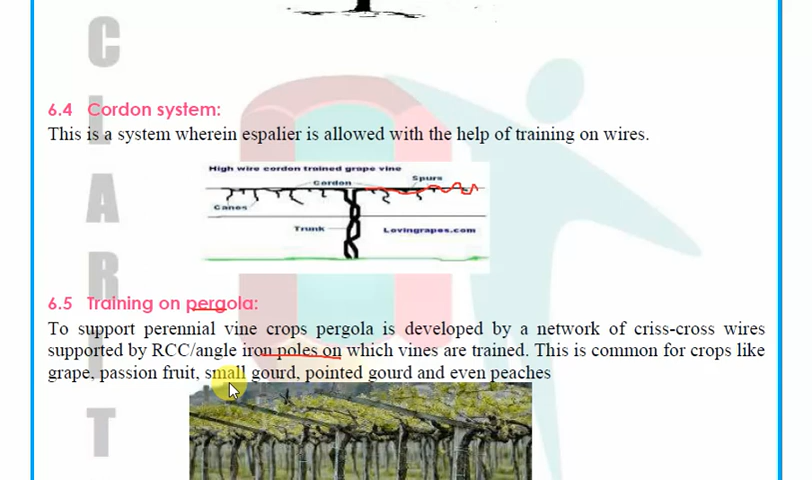 6.4 Cordon system:
This is a system wherein espalier is allowed with the help of training on wires.
High wire cordon trained grape vine
Cordon
Spurs
Canes
Trunk
Lovingrapes.com
6.5 Training on pergola:
To support perennial vine crops pergola is developed by a network of criss-cross wires
supported by RCC/angle iron poles on which vines are trained. This is common for crops like
grape, passion fruit, small gourd, pointed gourd and even peaches
C
L
A
R
I
T